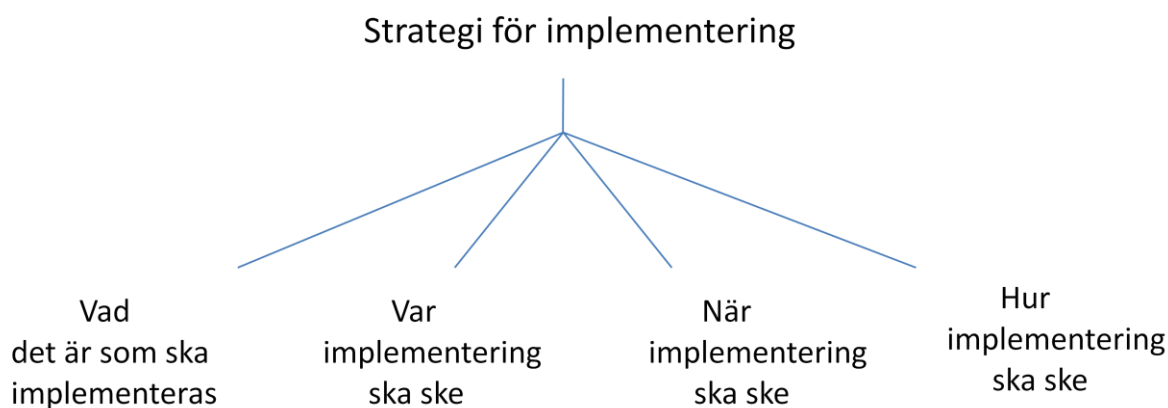 Strategi för implementering
Vad
det är som ska
implementeras
Var
implementering
ska ske
När
implementering
ska ske
Hur
implementering
ska ske